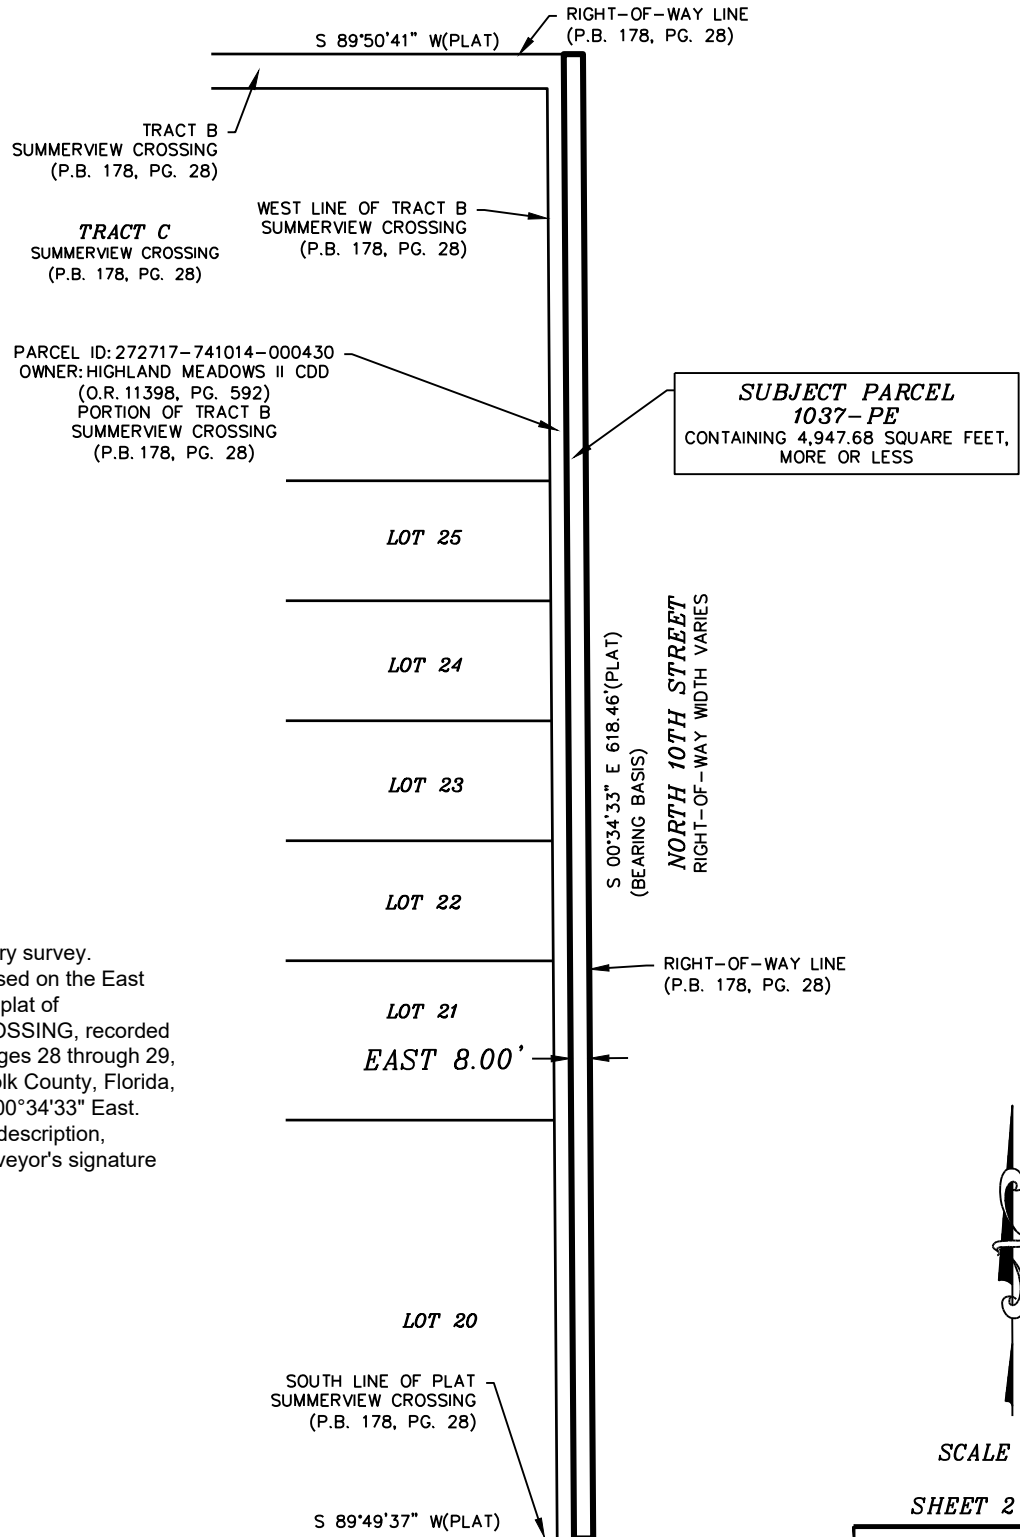 RIGHT-OF-WAY LINE
(P.B. 178, PG. 28)
S 89°50'41" W(PLAT)
TRACT B
SUMMERVIEW CROSSING
(P.B. 178, PG. 28)
WEST LINE OF TRACT B
SUMMERVIEW CROSSING
(P.B. 178, PG. 28)
TRACT C
SUMMERVIEW CROSSING
(P.B. 178, PG. 28)
PARCEL ID: 272717-741014-000430
OWNER: HIGHLAND MEADOWS II CDD
(O.R. 11398, PG. 592)
PORTION OF TRACT B
SUMMERVIEW CROSSING
(P.B. 178, PG. 28)
SUBJECT PARCEL
1037-PE
CONTAINING 4,947.68 SQUARE FEET,
MORE OR LESS
LOT 25
LOT 24
LOT 23
LOT 22
LOT 21
EAST 8.00'
LOT 20
S 00°34'33" E 618.46'(PLAT)
(BEARING BASIS)
NORTH 10TH STREET
RIGHT-OF-WAY WIDTH VARIES
RIGHT-OF-WAY LINE
(P.B. 178, PG. 28)
ry survey.
sed on the East
plat of
OSSING, recorded
ges 28 through 29,
lk County, Florida,
00°34'33" East.
description,
veyor's signature
SOUTH LINE OF PLAT
SUMMERVIEW CROSSING
(P.B. 178, PG. 28)
S 89°49'37" W(PLAT)
SCALE
SHEET 2